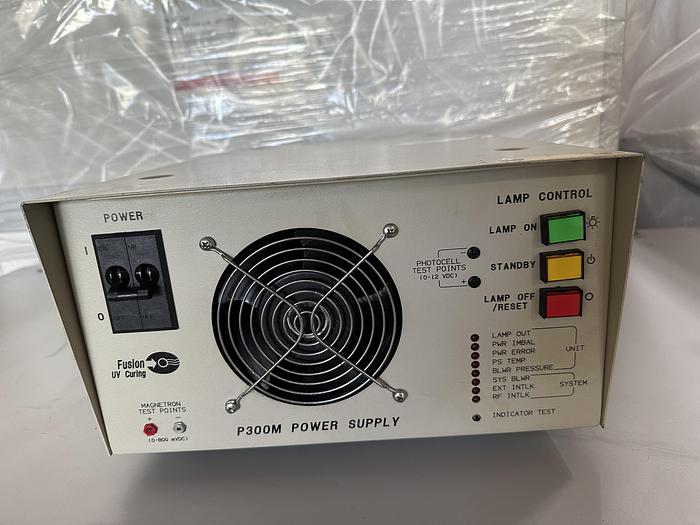 POWER
I
O
Fusion
UV Curing
MAGNETRON
TEST POINTS
+ -
(0-800 mVDC)
P300M POWER SUPPLY
PHOTOCELL
TEST POINTS
(0-12 VDC)
-
+
LAMP CONTROL
LAMP ON
STANDBY
LAMP OFF
/RESET
LAMP OUT
PWR IMBAL
PWR ERROR
PS TEMP
BLWR PRESSURE
UNIT
SYS BLWR
EXT INTLK
RF INTLK
SYSTEM
INDICATOR TEST